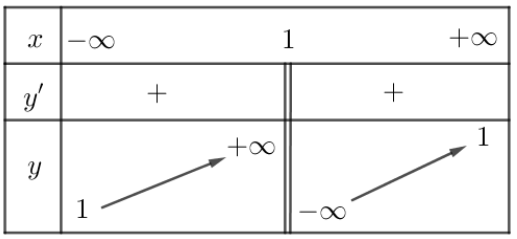 x −∞ 1 +∞
y′ + +
y +∞ 1
1 −∞